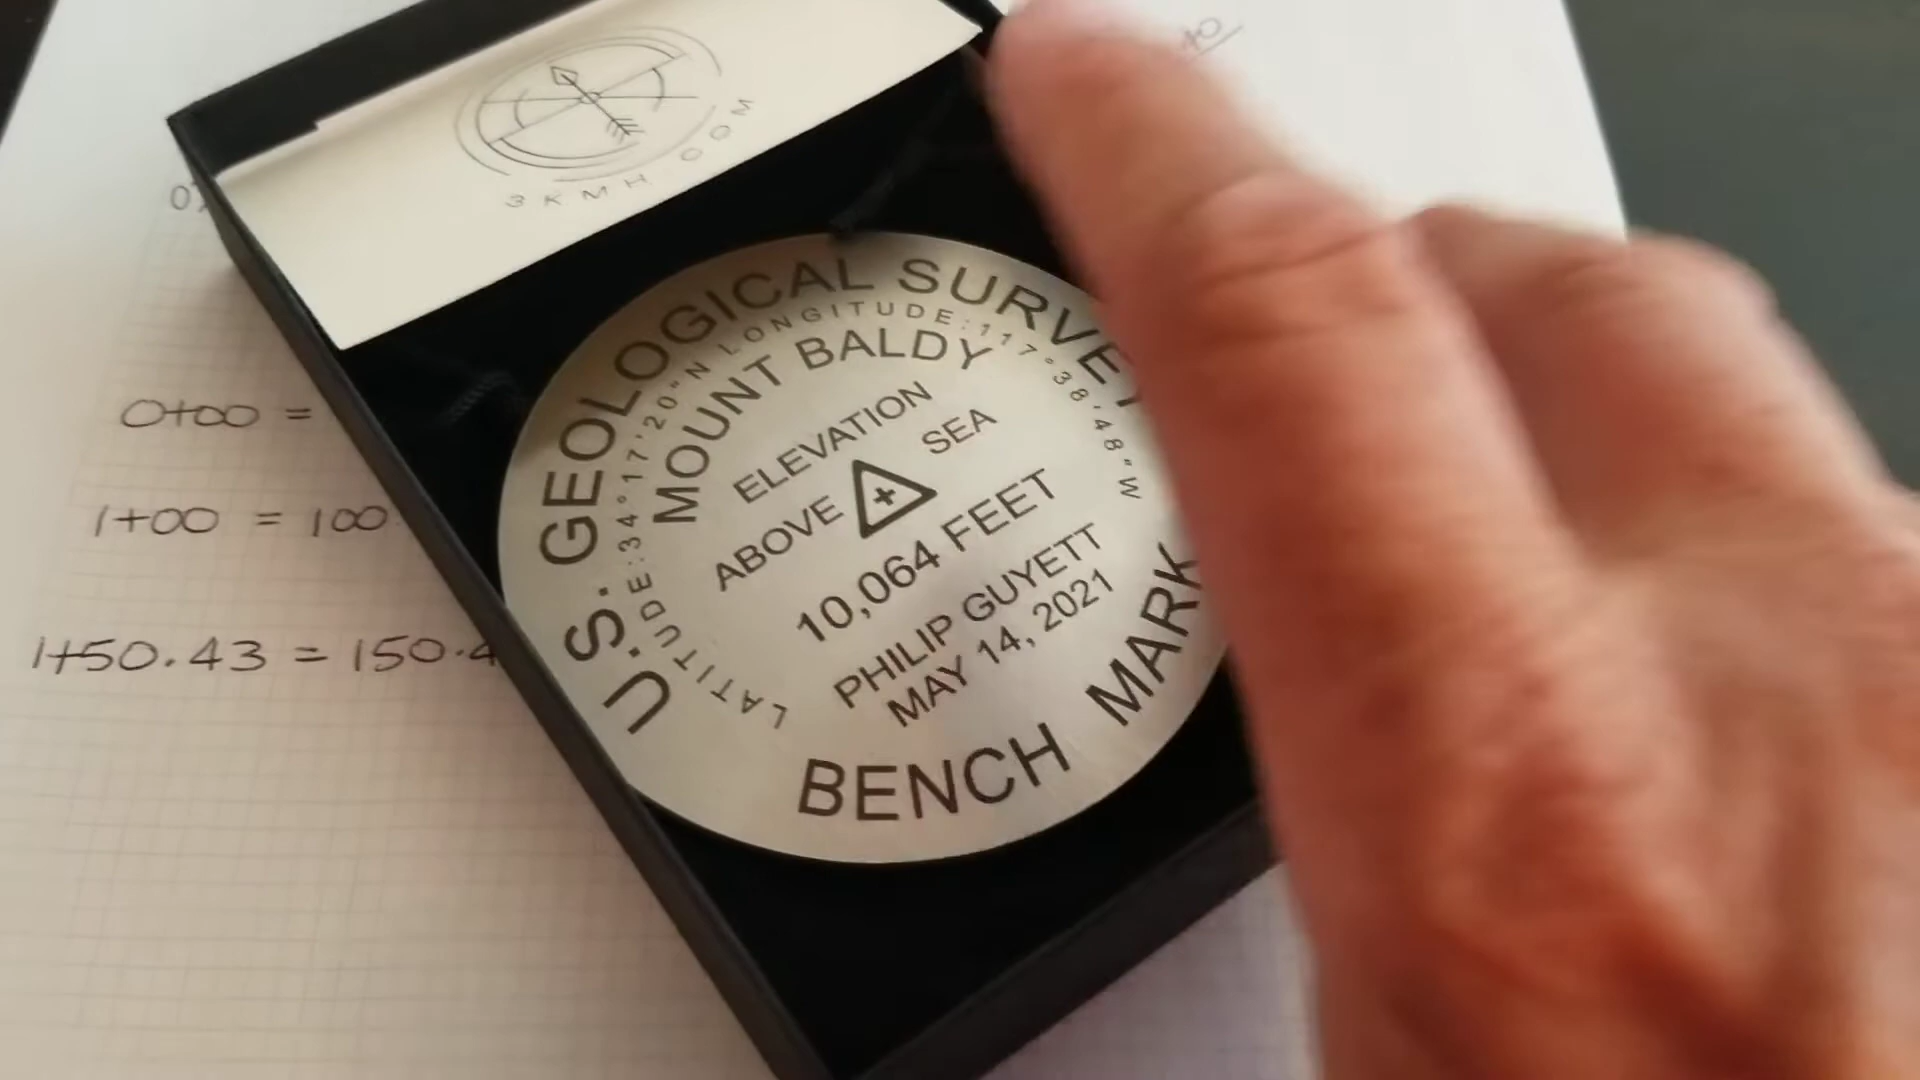 3KMH COM
U.S. GEOLOGICAL SURVEY
LATITUDE:34°17'20"N LONGITUDE:117°38'48"W
MOUNT BALDY
ELEVATION
ABOVE SEA
10,064 FEET
PHILIP GUYETT
MAY 14, 2021
BENCH MARK
0+00 =
1+00 = 100
1+50.43 = 150.4